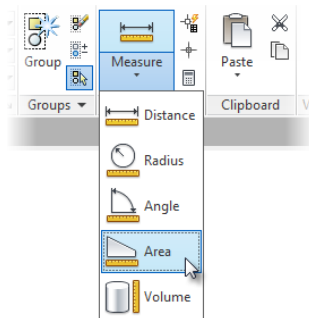 Group
Measure
Paste
Groups
Clipboard
Distance
Radius
Angle
Area
Volume